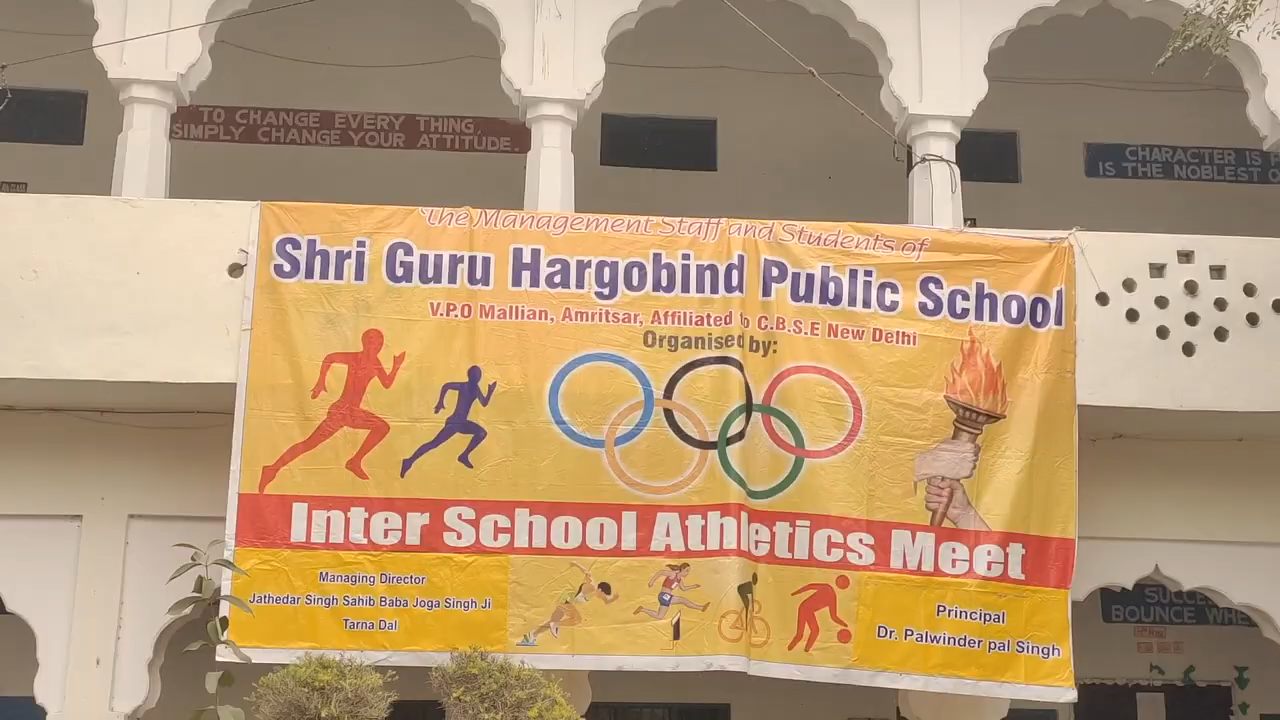 TO CHANGE EVERY THING,
SIMPLY CHANGE YOUR ATTITUDE.
CHARACTER IS
IS THE NOBLEST
The Management Staff and Students of
Shri Guru Hargobind Public School
V.P.O Mallian, Amritsar, Affiliated to C.B.S.E New Delhi
Organised by:
Inter School Athletics Meet
Managing Director
Jathedar Singh Sahib Baba Joga Singh Ji
Tarna Dal
Principal
Dr. Palwinder pal Singh
BOUNCE